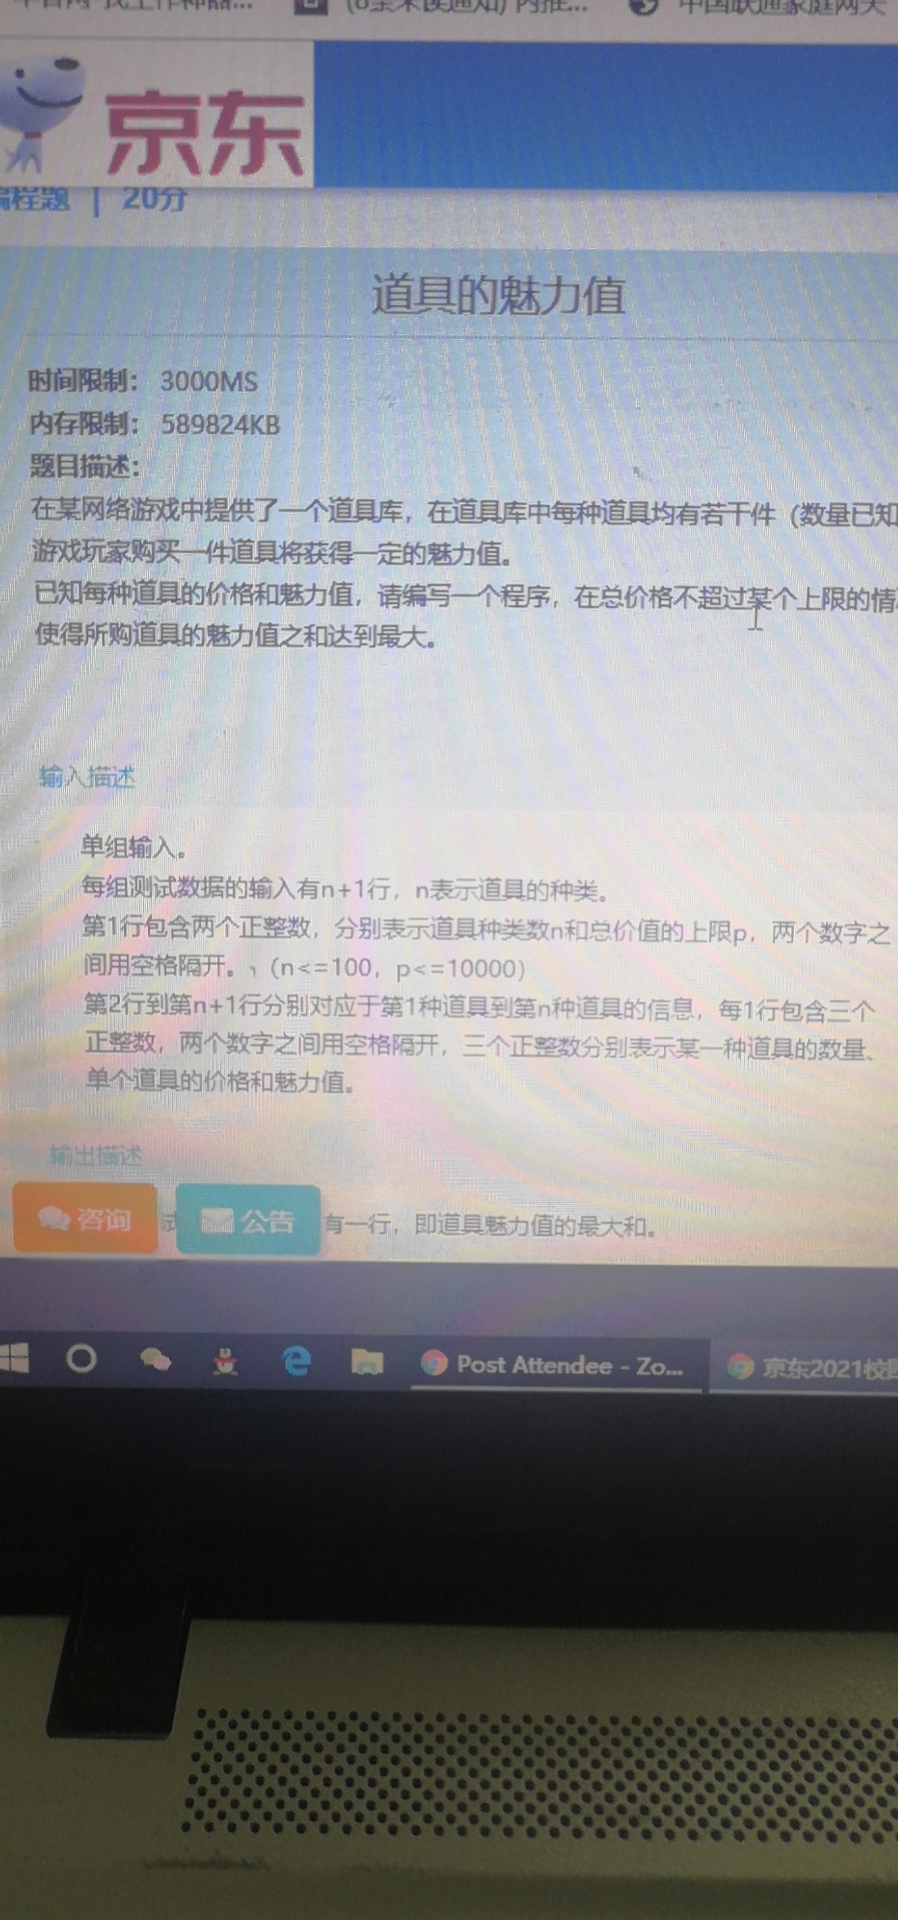 京东
编程题 | 20分
道具的魅力值
时间限制： 3000MS
内存限制： 589824KB
题目描述：
在某网络游戏中提供了一个道具库，在道具库中每种道具均有若干件（数量已知
游戏玩家购买一件道具将获得一定的魅力值。
已知每种道具的价格和魅力值，请编写一个程序，在总价格不超过某个上限的情
使得所购道具的魅力值之和达到最大。
输入描述
单组输入。
每组测试数据的输入有n+1行，n表示道具的种类。
第1行包含两个正整数，分别表示道具种类数n和总价值的上限p，两个数字之
间用空格隔开。、(n<=100，p<=10000)
第2行到第n+1行分别对应于第1种道具到第n种道具的信息，每1行包含三个
正整数，两个数字之间用空格隔开，三个正整数分别表示某一种道具的数量、
单个道具的价格和魅力值。
输出描述
咨询 公告 有一行，即道具魅力值的最大和。
Post Attendee - Zo... 京东2021校